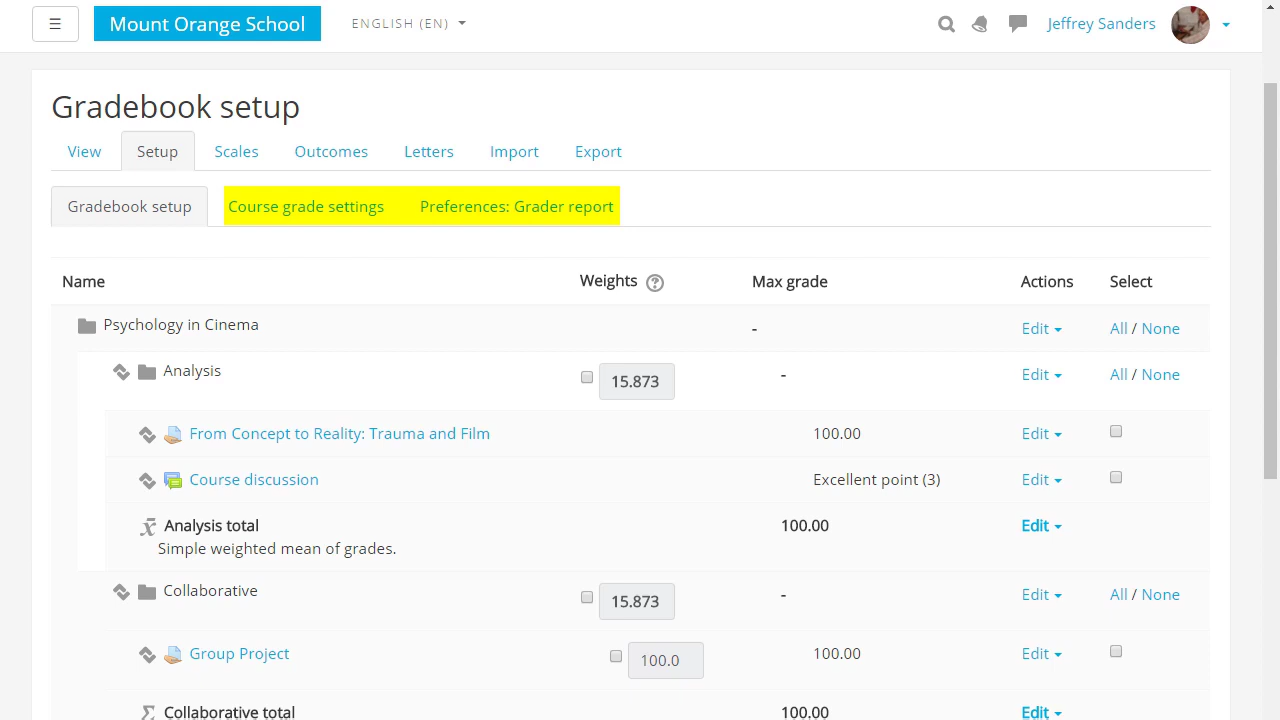 Mount Orange School ENGLISH (EN) Jeffrey Sanders
Gradebook setup
View Setup Scales Outcomes Letters Import Export
Gradebook setup Course grade settings Preferences: Grader report
Name Weights ? Max grade Actions Select
Psychology in Cinema - Edit All / None
Analysis 15.873 - Edit All / None
From Concept to Reality: Trauma and Film 100.00 Edit
Course discussion Excellent point (3) Edit
x̄ Analysis total 100.00 Edit
Simple weighted mean of grades.
Collaborative 15.873 - Edit All / None
Group Project 100.0 100.00 Edit
Σ Collaborative total 100.00 Edit